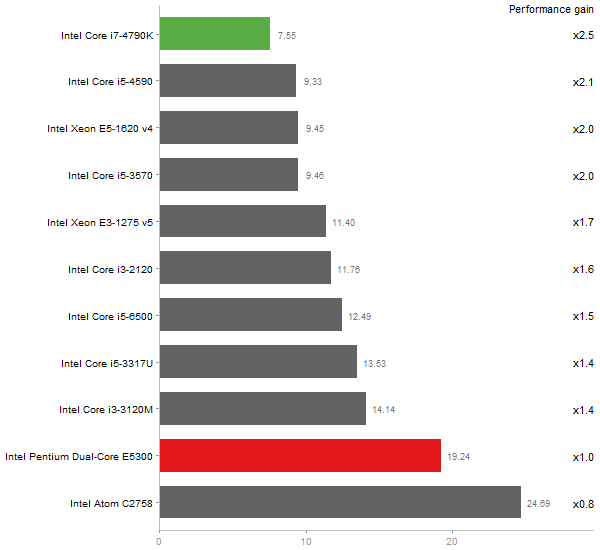 Performance gain
Intel Core i7-4790K 7.55 x2.5
Intel Core i5-4590 9.33 x2.1
Intel Xeon E5-1620 v4 9.45 x2.0
Intel Core i5-3570 9.46 x2.0
Intel Xeon E3-1275 v5 11.40 x1.7
Intel Core i3-2120 11.76 x1.6
Intel Core i5-6500 12.49 x1.5
Intel Core i5-3317U 13.53 x1.4
Intel Core i3-3120M 14.14 x1.4
Intel Pentium Dual-Core E5300 19.24 x1.0
Intel Atom C2758 24.69 x0.8
0 10 20